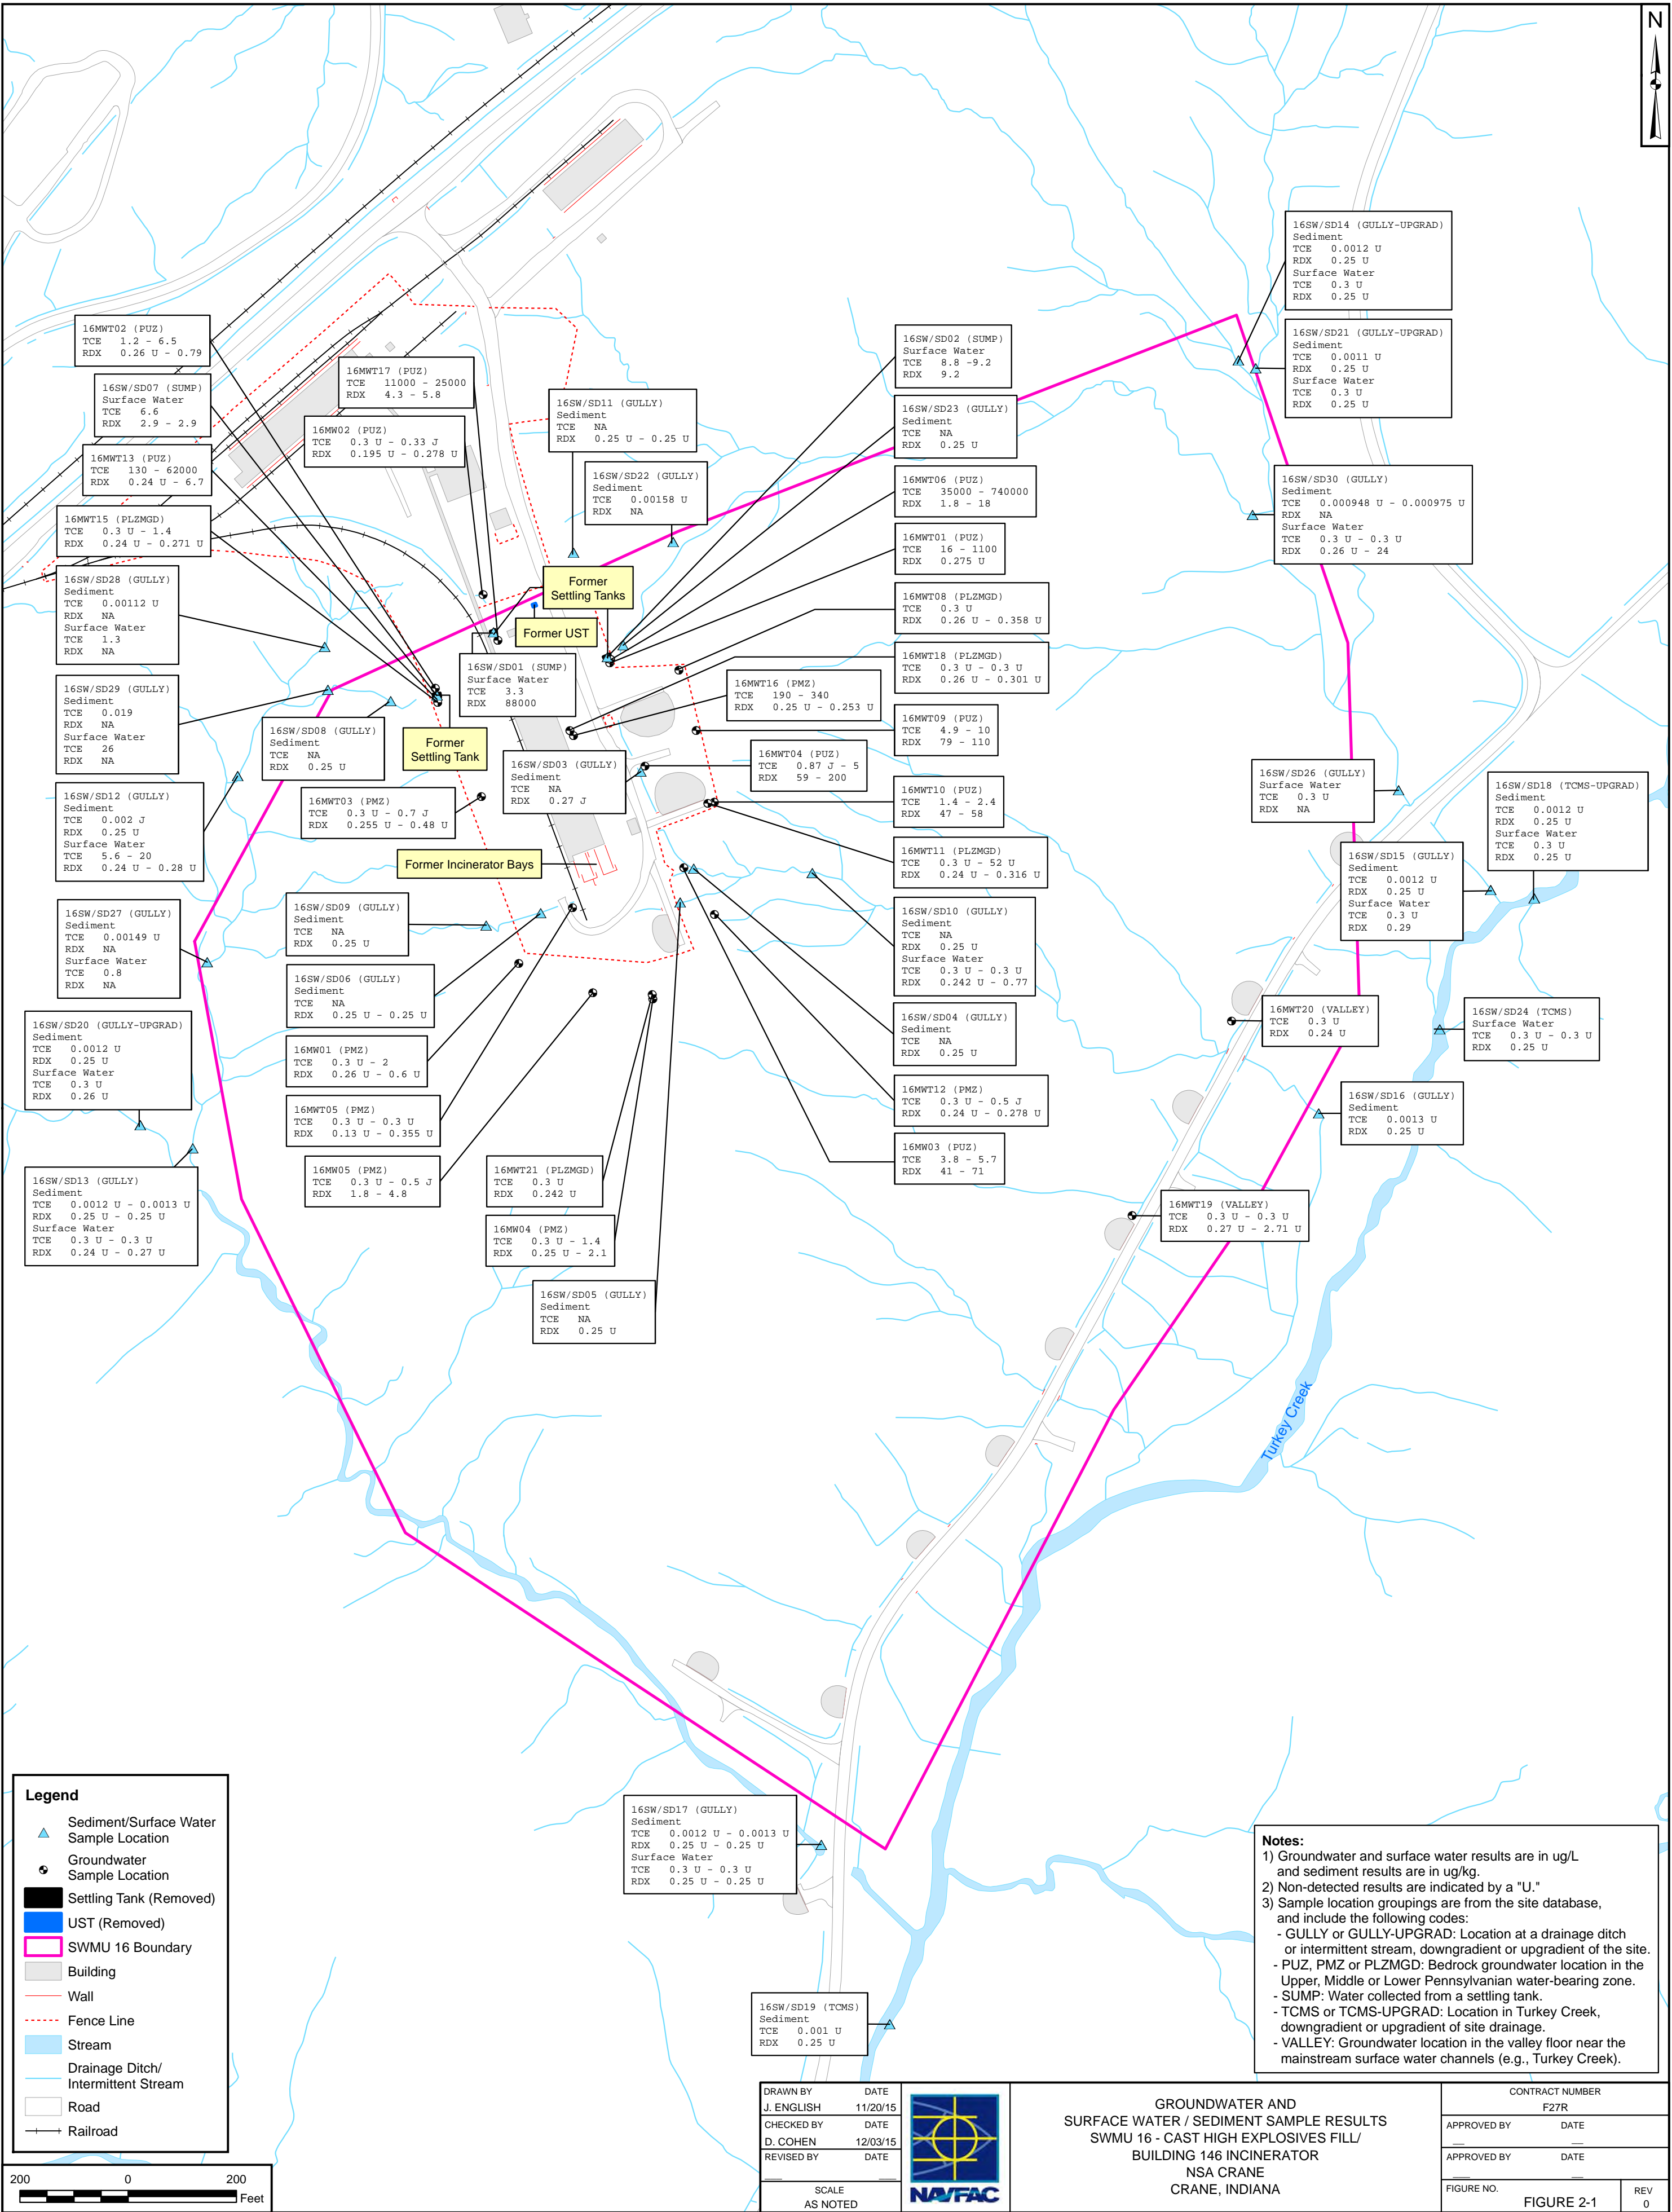 N
16SW/SD14 (GULLY-UPGRAD)
Sediment
TCE 0.0012 U
RDX 0.25 U
Surface Water
TCE 0.3 U
RDX 0.25 U
16SW/SD21 (GULLY-UPGRAD)
Sediment
TCE 0.0011 U
RDX 0.25 U
Surface Water
TCE 0.3 U
RDX 0.25 U
16MWT02 (PUZ)
TCE 1.2 - 6.5
RDX 0.26 U - 0.79
16SW/SD07 (SUMP)
Surface Water
TCE 6.6
RDX 2.9 - 2.9
16MWT13 (PUZ)
TCE 130 - 62000
RDX 0.24 U - 6.7
16MWT15 (PLZMGD)
TCE 0.3 U - 1.4
RDX 0.24 U - 0.271 U
16SW/SD28 (GULLY)
Sediment
TCE 0.00112 U
RDX NA
Surface Water
TCE 1.3
RDX NA
16SW/SD29 (GULLY)
Sediment
TCE 0.019
RDX NA
Surface Water
TCE 26
RDX NA
16SW/SD12 (GULLY)
Sediment
TCE 0.002 J
RDX 0.25 U
Surface Water
TCE 5.6 - 20
RDX 0.24 U - 0.28 U
16SW/SD27 (GULLY)
Sediment
TCE 0.00149 U
RDX NA
Surface Water
TCE 0.8
RDX NA
16SW/SD20 (GULLY-UPGRAD)
Sediment
TCE 0.0012 U
RDX 0.25 U
Surface Water
TCE 0.3 U
RDX 0.26 U
16SW/SD13 (GULLY)
Sediment
TCE 0.0012 U - 0.0013 U
RDX 0.25 U - 0.25 U
Surface Water
TCE 0.3 U - 0.3 U
RDX 0.24 U - 0.27 U
16MWT17 (PUZ)
TCE 11000 - 25000
RDX 4.3 - 5.8
16MW02 (PUZ)
TCE 0.3 U - 0.33 J
RDX 0.195 U - 0.278 U
16SW/SD11 (GULLY)
Sediment
TCE NA
RDX 0.25 U - 0.25 U
16SW/SD22 (GULLY)
Sediment
TCE 0.00158 U
RDX NA
Former
Settling Tanks
Former UST
16SW/SD01 (SUMP)
Surface Water
TCE 3.3
RDX 88000
16SW/SD08 (GULLY)
Sediment
TCE NA
RDX 0.25 U
Former
Settling Tank
16MWT03 (PMZ)
TCE 0.3 U - 0.7 J
RDX 0.255 U - 0.48 U
16SW/SD03 (GULLY)
Sediment
TCE NA
RDX 0.27 J
16MWT16 (PMZ)
TCE 190 - 340
RDX 0.25 U - 0.253 U
16MWT04 (PUZ)
TCE 0.87 J - 5
RDX 59 - 200
Former Incinerator Bays
16SW/SD09 (GULLY)
Sediment
TCE NA
RDX 0.25 U
16SW/SD06 (GULLY)
Sediment
TCE NA
RDX 0.25 U - 0.25 U
16MW01 (PMZ)
TCE 0.3 U - 2
RDX 0.26 U - 0.6 U
16MWT05 (PMZ)
TCE 0.3 U - 0.3 U
RDX 0.13 U - 0.355 U
16MW05 (PMZ)
TCE 0.3 U - 0.5 J
RDX 1.8 - 4.8
16MWT21 (PLZMGD)
TCE 0.3 U
RDX 0.242 U
16MW04 (PMZ)
TCE 0.3 U - 1.4
RDX 0.25 U - 2.1
16SW/SD05 (GULLY)
Sediment
TCE NA
RDX 0.25 U
16SW/SD02 (SUMP)
Surface Water
TCE 8.8 -9.2
RDX 9.2
16SW/SD23 (GULLY)
Sediment
TCE NA
RDX 0.25 U
16MWT06 (PUZ)
TCE 35000 - 740000
RDX 1.8 - 18
16MWT01 (PUZ)
TCE 16 - 1100
RDX 0.275 U
16MWT08 (PLZMGD)
TCE 0.3 U
RDX 0.26 U - 0.358 U
16MWT18 (PLZMGD)
TCE 0.3 U - 0.3 U
RDX 0.26 U - 0.301 U
16MWT09 (PUZ)
TCE 4.9 - 10
RDX 79 - 110
16MWT10 (PUZ)
TCE 1.4 - 2.4
RDX 47 - 58
16MWT11 (PLZMGD)
TCE 0.3 U - 52 U
RDX 0.24 U - 0.316 U
16SW/SD10 (GULLY)
Sediment
TCE NA
RDX 0.25 U
Surface Water
TCE 0.3 U - 0.3 U
RDX 0.242 U - 0.77
16SW/SD04 (GULLY)
Sediment
TCE NA
RDX 0.25 U
16MWT12 (PMZ)
TCE 0.3 U - 0.5 J
RDX 0.24 U - 0.278 U
16MW03 (PUZ)
TCE 3.8 - 5.7
RDX 41 - 71
16SW/SD30 (GULLY)
Sediment
TCE 0.000948 U - 0.000975 U
RDX NA
Surface Water
TCE 0.3 U - 0.3 U
RDX 0.26 U - 24
16SW/SD26 (GULLY)
Surface Water
TCE 0.3 U
RDX NA
16SW/SD18 (TCMS-UPGRAD)
Sediment
TCE 0.0012 U
RDX 0.25 U
Surface Water
TCE 0.3 U
RDX 0.25 U
16SW/SD15 (GULLY)
Sediment
TCE 0.0012 U
RDX 0.25 U
Surface Water
TCE 0.3 U
RDX 0.29
16MWT20 (VALLEY)
TCE 0.3 U
RDX 0.24 U
16SW/SD24 (TCMS)
Surface Water
TCE 0.3 U - 0.3 U
RDX 0.25 U
16SW/SD16 (GULLY)
Sediment
TCE 0.0013 U
RDX 0.25 U
16MWT19 (VALLEY)
TCE 0.3 U - 0.3 U
RDX 0.27 U - 2.71 U
Turkey Creek
16SW/SD17 (GULLY)
Sediment
TCE 0.0012 U - 0.0013 U
RDX 0.25 U - 0.25 U
Surface Water
TCE 0.3 U - 0.3 U
RDX 0.25 U - 0.25 U
16SW/SD19 (TCMS)
Sediment
TCE 0.001 U
RDX 0.25 U
Legend
Sediment/Surface Water
Sample Location
Groundwater
Sample Location
Settling Tank (Removed)
UST (Removed)
SWMU 16 Boundary
Building
Wall
Fence Line
Stream
Drainage Ditch/
Intermittent Stream
Road
Railroad
200 0 200
Feet
Notes:
1) Groundwater and surface water results are in ug/L
and sediment results are in ug/kg.
2) Non-detected results are indicated by a "U."
3) Sample location groupings are from the site database,
and include the following codes:
- GULLY or GULLY-UPGRAD: Location at a drainage ditch
or intermittent stream, downgradient or upgradient of the site.
- PUZ, PMZ or PLZMGD: Bedrock groundwater location in the
Upper, Middle or Lower Pennsylvanian water-bearing zone.
- SUMP: Water collected from a settling tank.
- TCMS or TCMS-UPGRAD: Location in Turkey Creek,
downgradient or upgradient of site drainage.
- VALLEY: Groundwater location in the valley floor near the
mainstream surface water channels (e.g., Turkey Creek).
DRAWN BY DATE
J. ENGLISH 11/20/15
CHECKED BY DATE
D. COHEN 12/03/15
REVISED BY DATE
SCALE
AS NOTED
NAVFAC
GROUNDWATER AND
SURFACE WATER / SEDIMENT SAMPLE RESULTS
SWMU 16 - CAST HIGH EXPLOSIVES FILL/
BUILDING 146 INCINERATOR
NSA CRANE
CRANE, INDIANA
CONTRACT NUMBER
F27R
APPROVED BY DATE
APPROVED BY DATE
FIGURE NO.
FIGURE 2-1
REV
0